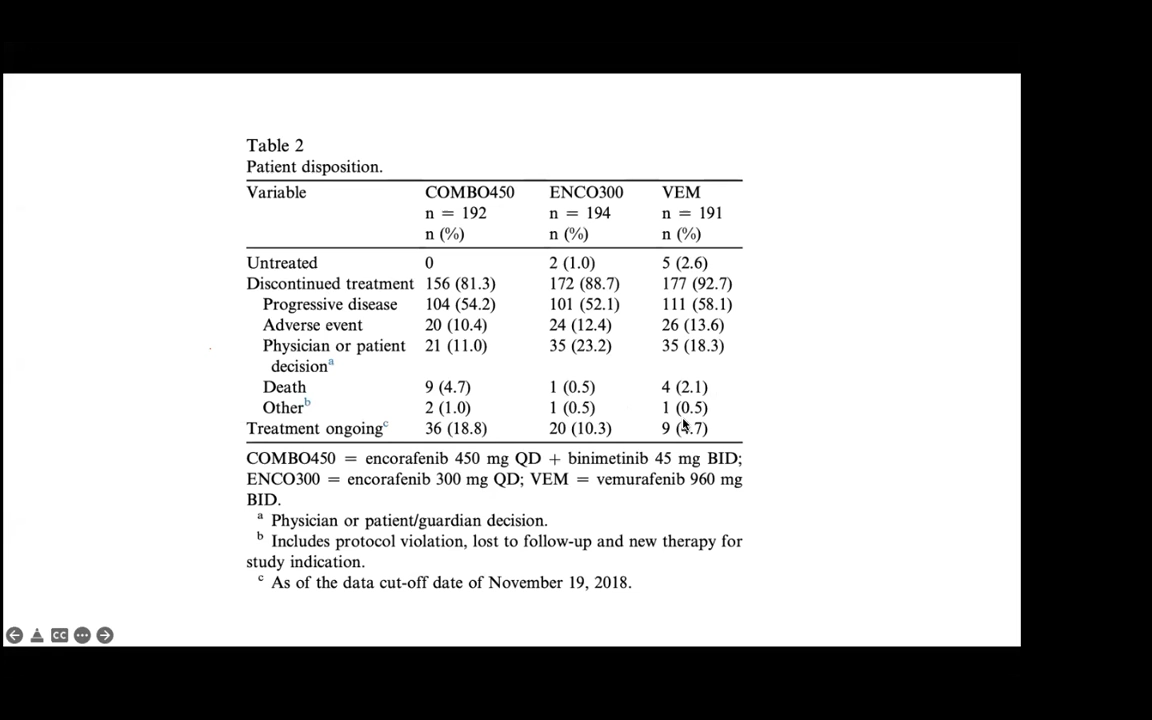 Table 2
Patient disposition.
Variable COMBO450 ENCO300 VEM
n = 192 n = 194 n = 191
n (%) n (%) n (%)
Untreated 0 2 (1.0) 5 (2.6)
Discontinued treatment 156 (81.3) 172 (88.7) 177 (92.7)
Progressive disease 104 (54.2) 101 (52.1) 111 (58.1)
Adverse event 20 (10.4) 24 (12.4) 26 (13.6)
Physician or patient 21 (11.0) 35 (23.2) 35 (18.3)
decisionᵃ
Death 9 (4.7) 1 (0.5) 4 (2.1)
Otherᵇ 2 (1.0) 1 (0.5) 1 (0.5)
Treatment ongoingᶜ 36 (18.8) 20 (10.3) 9 (4.7)
COMBO450 = encorafenib 450 mg QD + binimetinib 45 mg BID;
ENCO300 = encorafenib 300 mg QD; VEM = vemurafenib 960 mg
BID.
ᵃ Physician or patient/guardian decision.
ᵇ Includes protocol violation, lost to follow-up and new therapy for
study indication.
ᶜ As of the data cut-off date of November 19, 2018.
CC